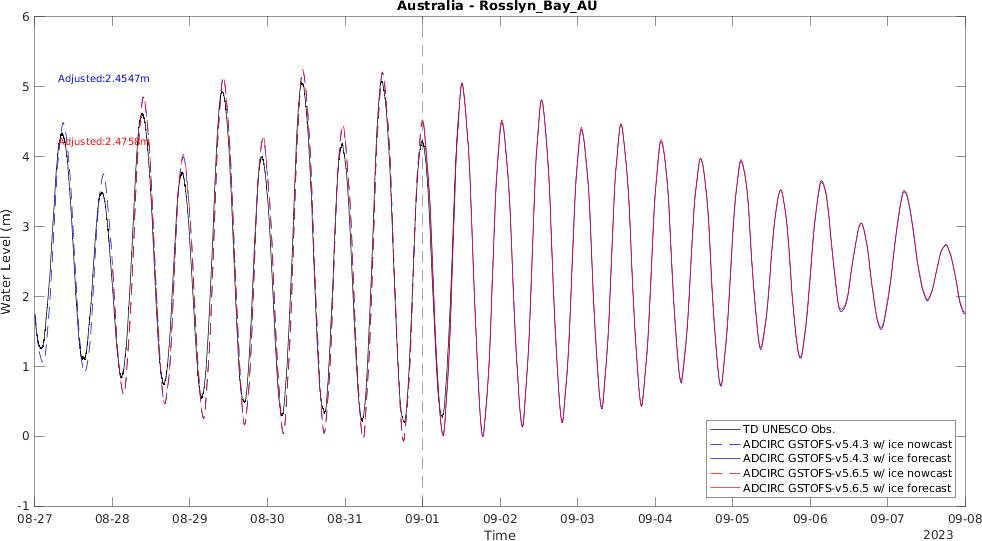 Australia - Rosslyn_Bay_AU
6
5
4
3
2
1
0
-1
Water Level (m)
Adjusted:2.4547m
Adjusted:2.4758m
TD UNESCO Obs.
ADCIRC GSTOFS-v5.4.3 w/ ice nowcast
ADCIRC GSTOFS-v5.4.3 w/ ice forecast
ADCIRC GSTOFS-v5.6.5 w/ ice nowcast
ADCIRC GSTOFS-v5.6.5 w/ ice forecast
08-27 08-28 08-29 08-30 08-31 09-01 09-02 09-03 09-04 09-05 09-06 09-07 09-08
Time
2023